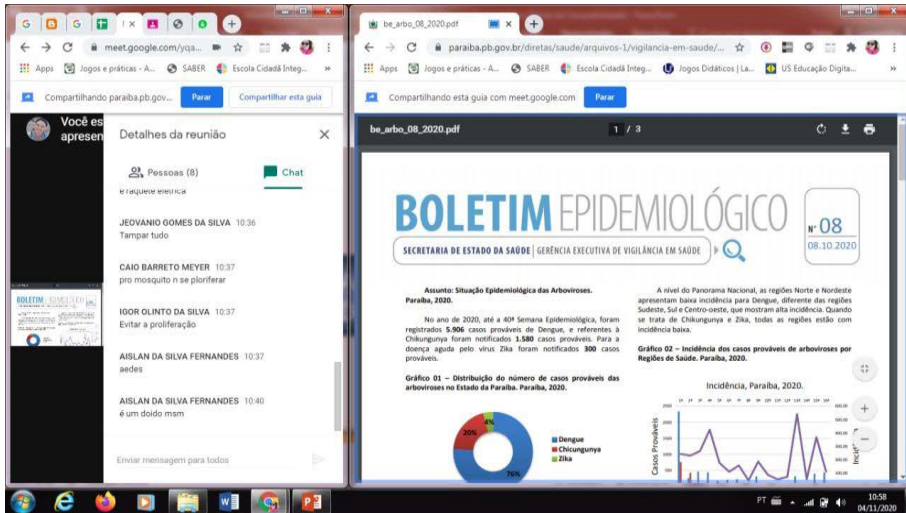 meet.google.com/yqa...
Apps
Jogos e práticas - A...
SABER
Escola Cidadã Integ...
»
Compartilhando paraiba.pb.gov...
Parar
Compartilhar esta guia
Você es
apresen
Detalhes da reunião
Pessoas (8)
Chat
e raquete elétrica
JEOVANIO GOMES DA SILVA 10:36
Tampar tudo
CAIO BARRETO MEYER 10:37
pro mosquito n se ploriferar
IGOR OLINTO DA SILVA 10:37
Evitar a proliferação
AISLAN DA SILVA FERNANDES 10:37
aedes
AISLAN DA SILVA FERNANDES 10:40
é um doido msm
Enviar mensagem para todos
be_arbo_08_2020.pdf
paraiba.pb.gov.br/diretas/saude/arquivos-1/vigilancia-em-saude/...
Apps
Jogos e práticas - A...
SABER
Escola Cidadã Integ...
Jogos Didáticos | La...
US Educação Digita...
»
Compartilhando esta guia com meet.google.com
Parar
be_arbo_08_2020.pdf
1 / 3
BOLETIM EPIDEMIOLÓGICO
N° 08
08.10.2020
SECRETARIA DE ESTADO DA SAÚDE | GERÊNCIA EXECUTIVA DE VIGILÂNCIA EM SAÚDE
Assunto: Situação Epidemiológica das Arboviroses.
Paraíba, 2020.
No ano de 2020, até a 40ª Semana Epidemiológica, foram
registrados 5.906 casos prováveis de Dengue, e referentes à
Chikungunya foram notificados 1.580 casos prováveis. Para a
doença aguda pelo vírus Zika foram notificados 300 casos
prováveis.
Gráfico 01 – Distribuição do número de casos prováveis das
arboviroses no Estado da Paraíba. Paraíba, 2020.
4%
20%
76%
Dengue
Chicungunya
Zika
A nível do Panorama Nacional, as regiões Norte e Nordeste
apresentam baixa incidência para Dengue, diferente das regiões
Sudeste, Sul e Centro-oeste, que mostram alta incidência. Quando
se trata de Chikungunya e Zika, todas as regiões estão com
incidência baixa.
Gráfico 02 – Incidência dos casos prováveis de arboviroses por
Regiões de Saúde. Paraíba, 2020.
Incidência, Paraíba, 2020.
Casos Prováveis
2500
2000
1500
1000
500
PT
10:58
04/11/2020